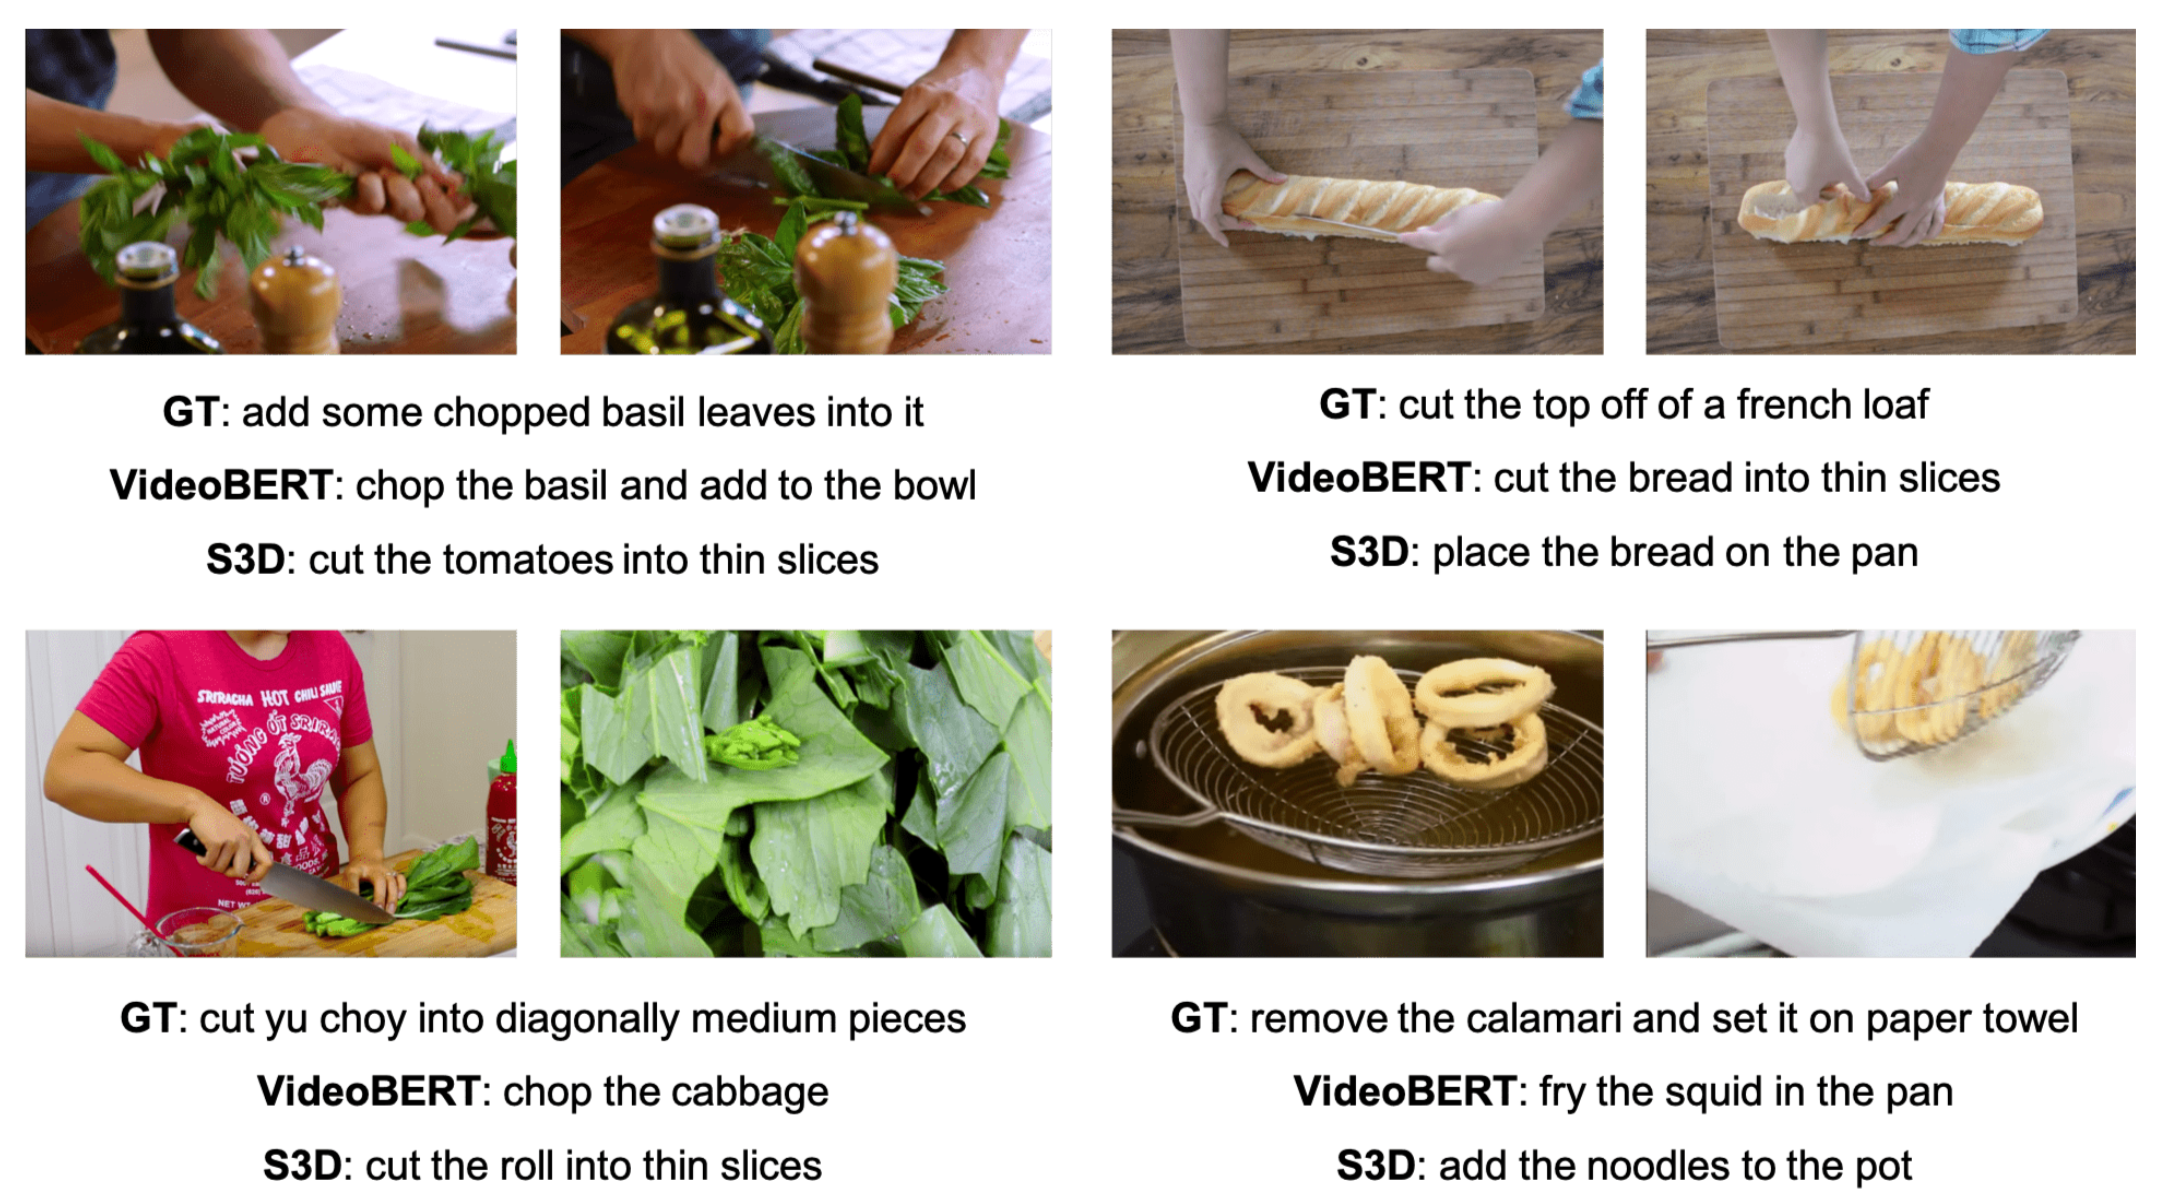 GT: add some chopped basil leaves into it
VideoBERT: chop the basil and add to the bowl
S3D: cut the tomatoes into thin slices
GT: cut the top off of a french loaf
VideoBERT: cut the bread into thin slices
S3D: place the bread on the pan
SRIRACHA HOT CHILI SAUCE
TƯƠNG ỚT SRIRA
NET W
GT: cut yu choy into diagonally medium pieces
VideoBERT: chop the cabbage
S3D: cut the roll into thin slices
GT: remove the calamari and set it on paper towel
VideoBERT: fry the squid in the pan
S3D: add the noodles to the pot